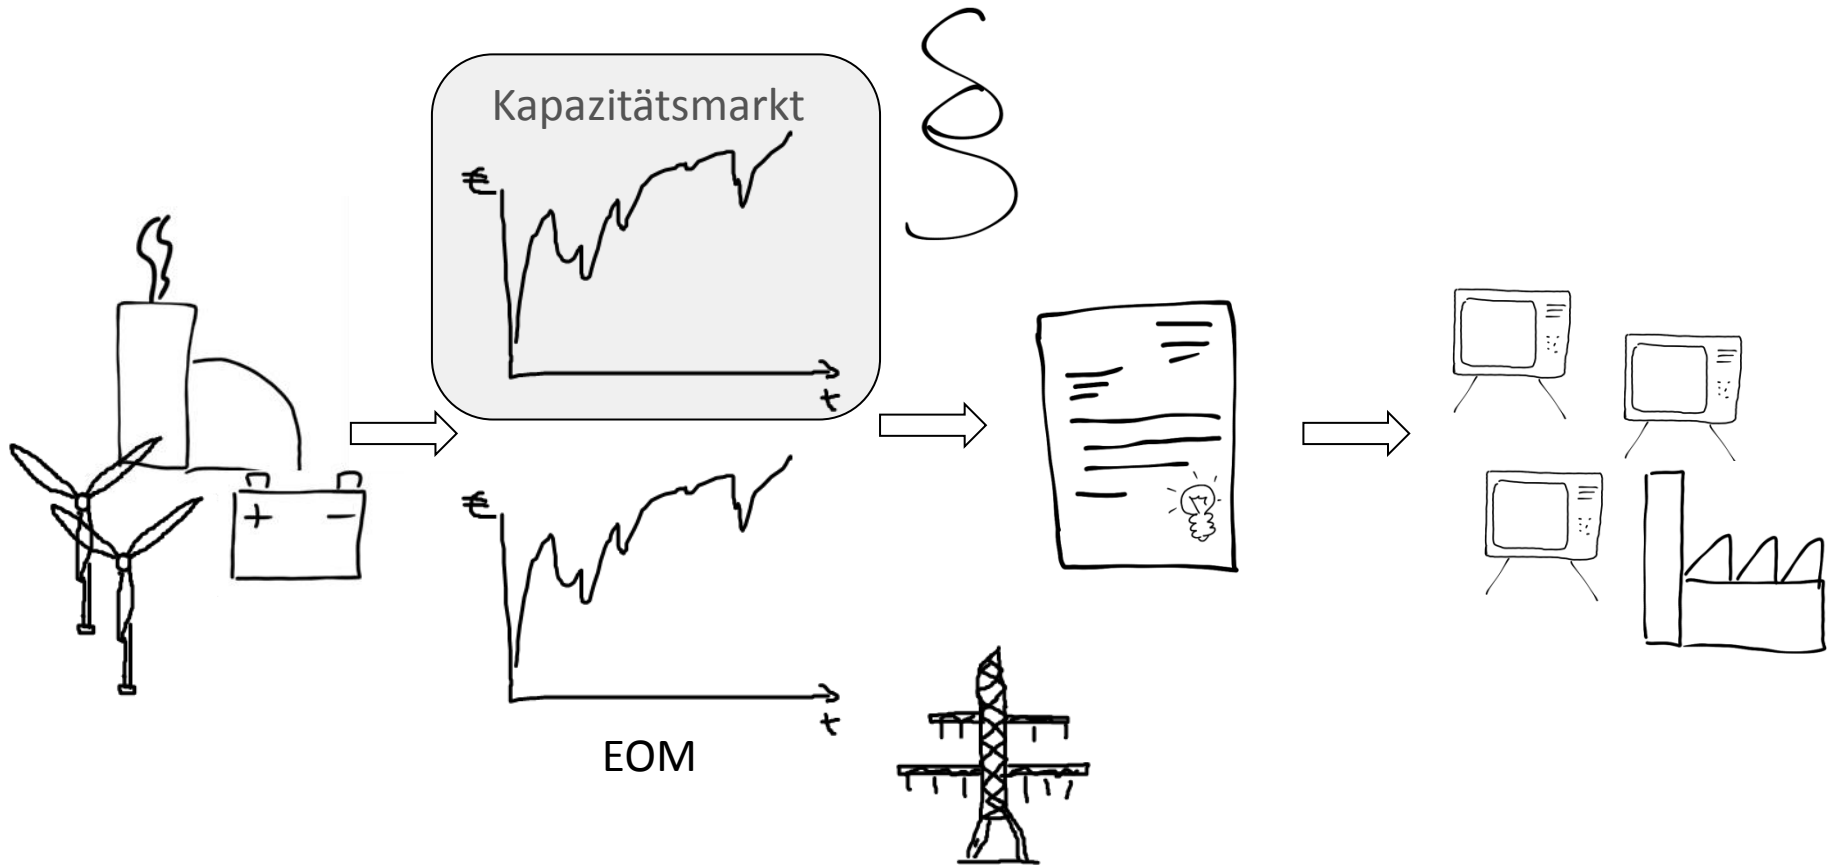 Kapazitätsmarkt
€
t
€
+ −
t
EOM
§